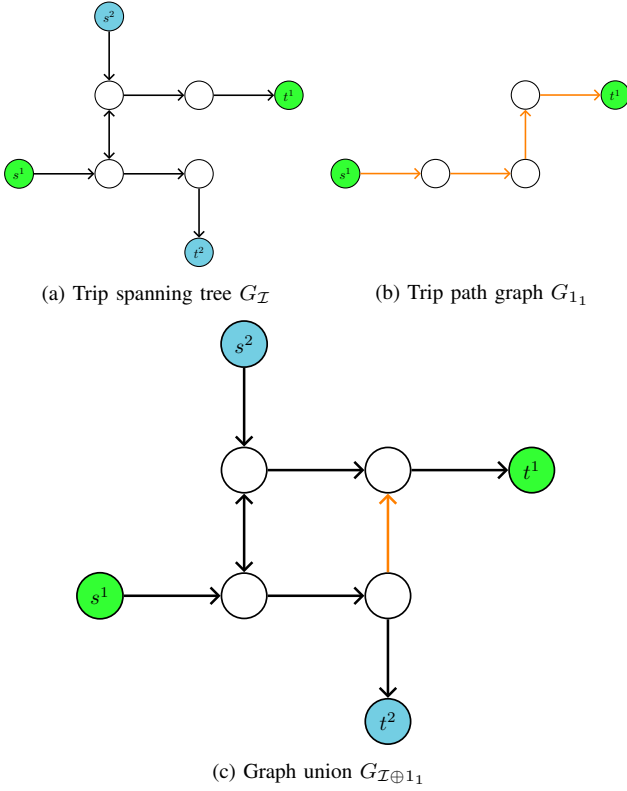 s²
t¹
t¹
s¹
s¹
t²
(a) Trip spanning tree G_ℐ
(b) Trip path graph G_{1₁}
s²
t¹
s¹
t²
(c) Graph union G_{ℐ⊕1₁}